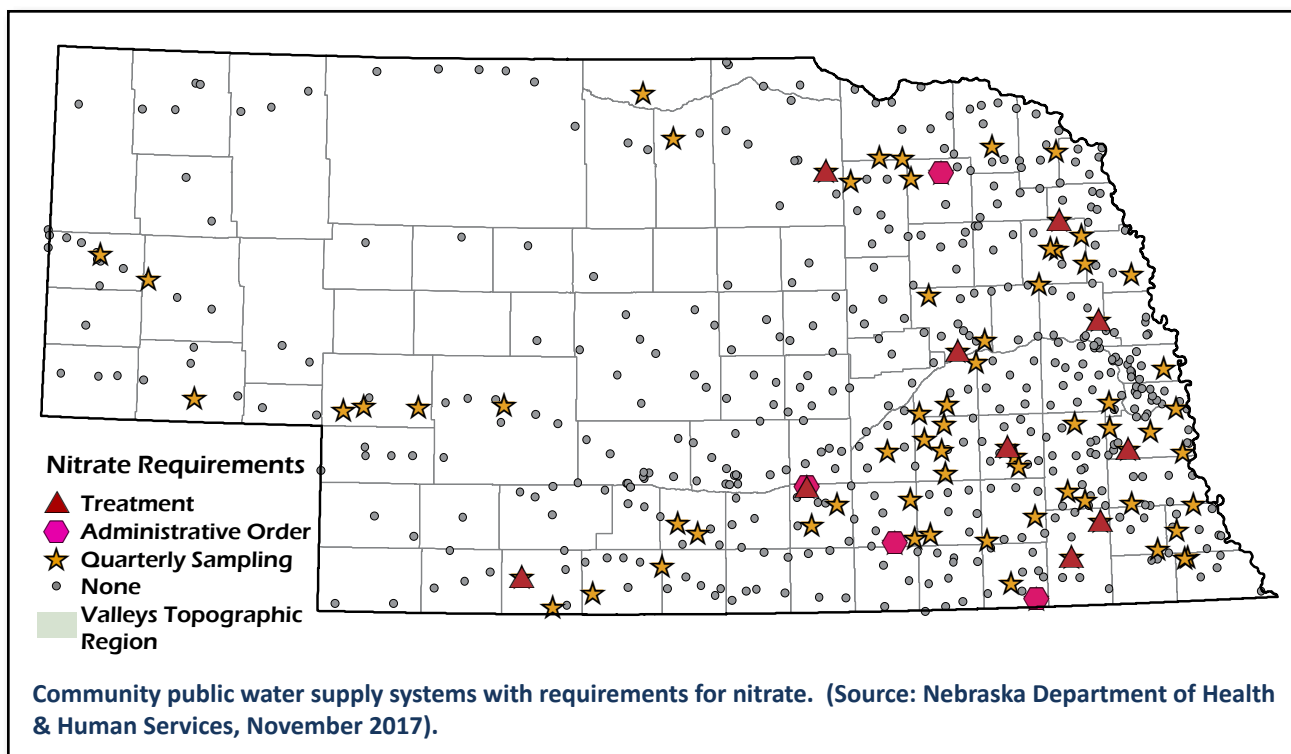 Nitrate Requirements
Treatment
Administrative Order
Quarterly Sampling
None
Valleys Topographic
Region
Community public water supply systems with requirements for nitrate.  (Source: Nebraska Department of Health
& Human Services, November 2017).